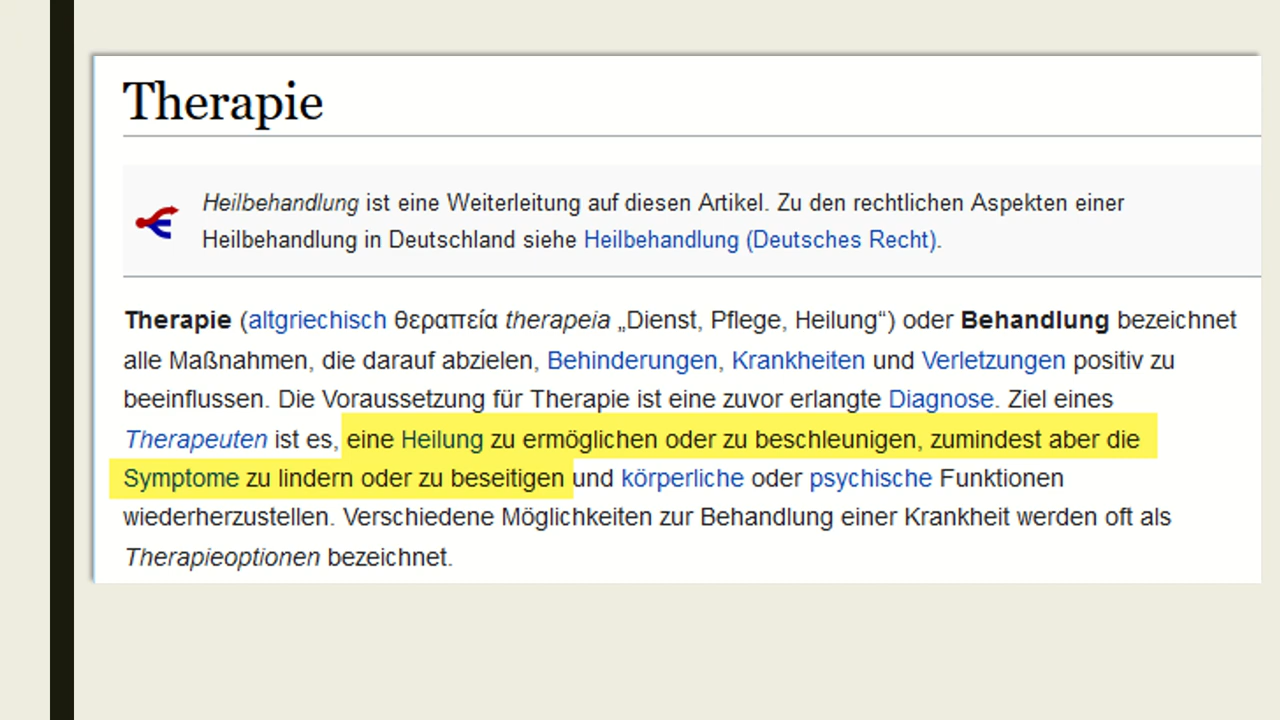 Therapie
Heilbehandlung ist eine Weiterleitung auf diesen Artikel. Zu den rechtlichen Aspekten einer
Heilbehandlung in Deutschland siehe Heilbehandlung (Deutsches Recht).
Therapie (altgriechisch θεραπεία therapeia „Dienst, Pflege, Heilung“) oder Behandlung bezeichnet
alle Maßnahmen, die darauf abzielen, Behinderungen, Krankheiten und Verletzungen positiv zu
beeinflussen. Die Voraussetzung für Therapie ist eine zuvor erlangte Diagnose. Ziel eines
Therapeuten ist es, eine Heilung zu ermöglichen oder zu beschleunigen, zumindest aber die
Symptome zu lindern oder zu beseitigen und körperliche oder psychische Funktionen
wiederherzustellen. Verschiedene Möglichkeiten zur Behandlung einer Krankheit werden oft als
Therapieoptionen bezeichnet.